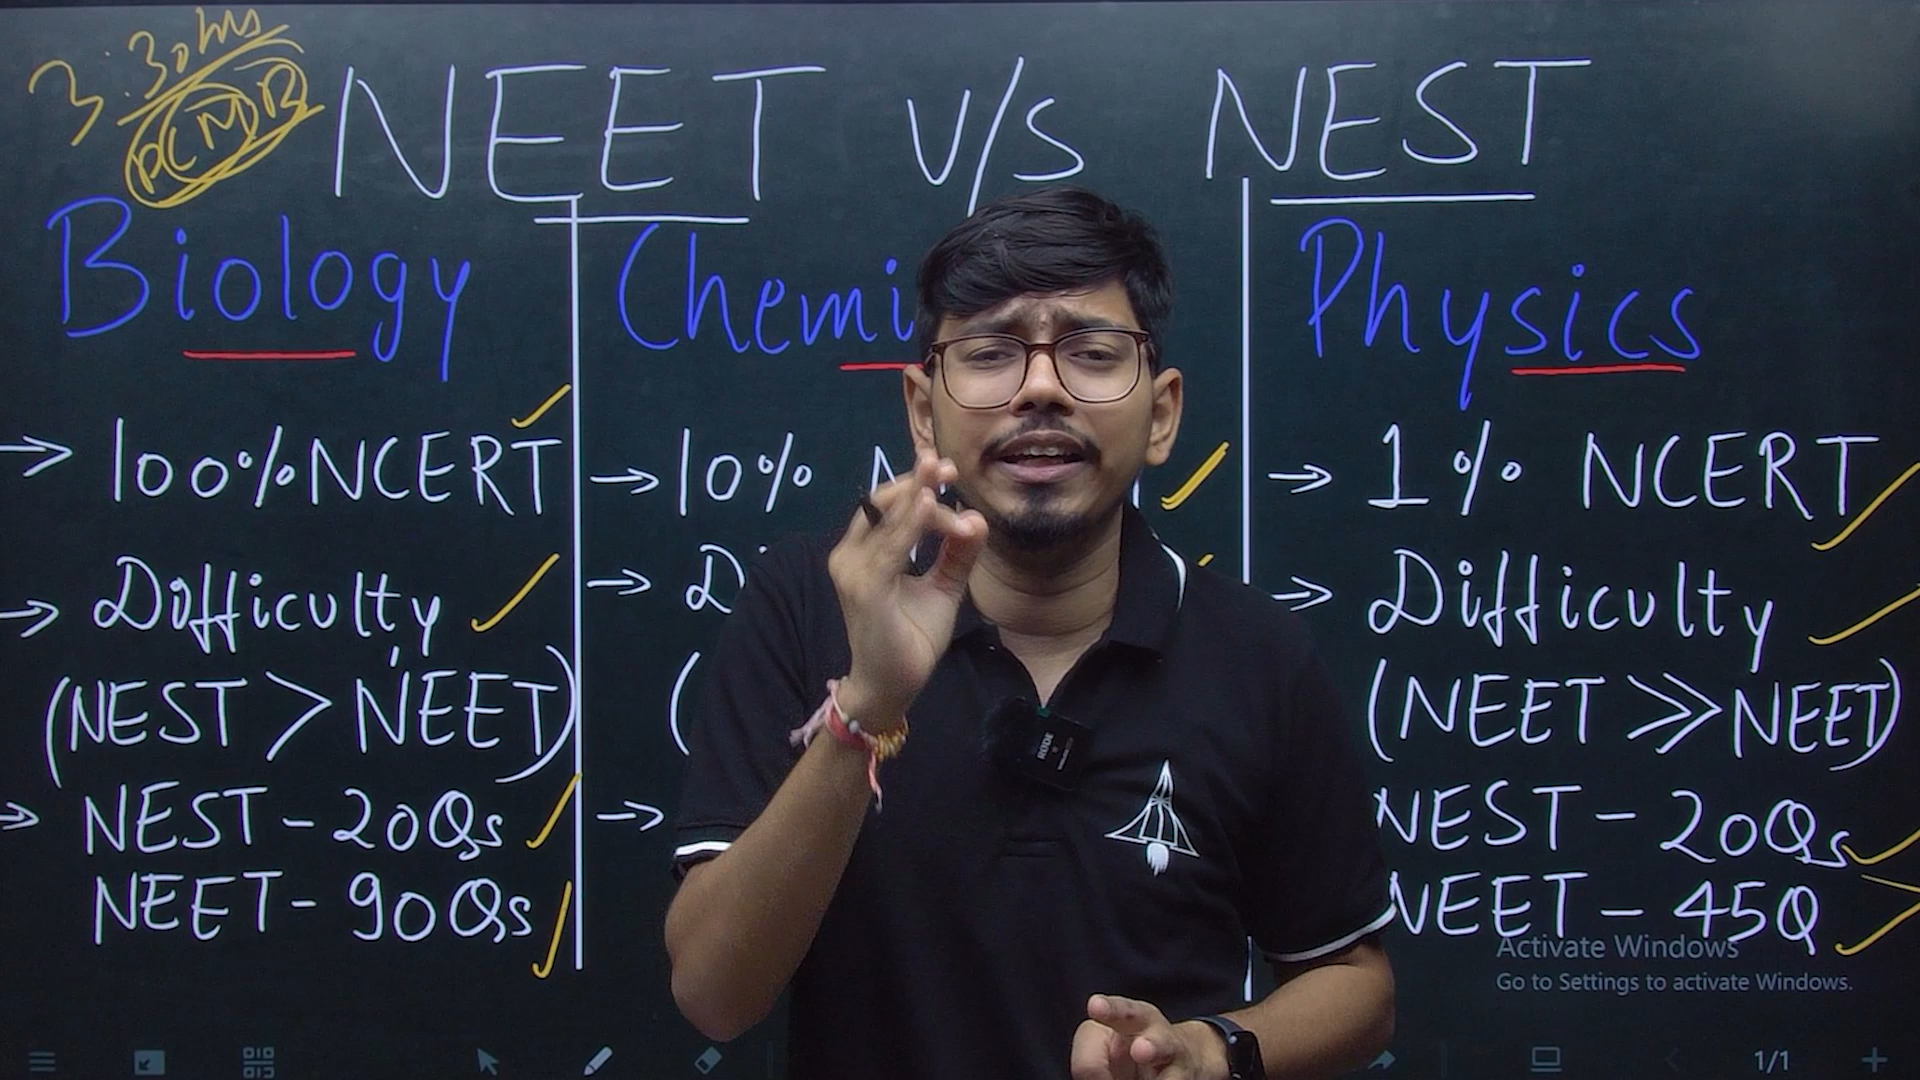 3:30hrs
PCMB
NEET v/s NEST
Biology
→ 100% NCERT
→ Difficulty
(NEST > NEET)
→ NEST - 20Qs
NEET - 90Qs
Chemi
→ 10% N
→ D
(
→
Physics
→ 1% NCERT
→ Difficulty
(NEET >> NEET)
NEST - 20Qs
NEET - 45Q
RODE
Activate Windows
Go to Settings to activate Windows.
1/1